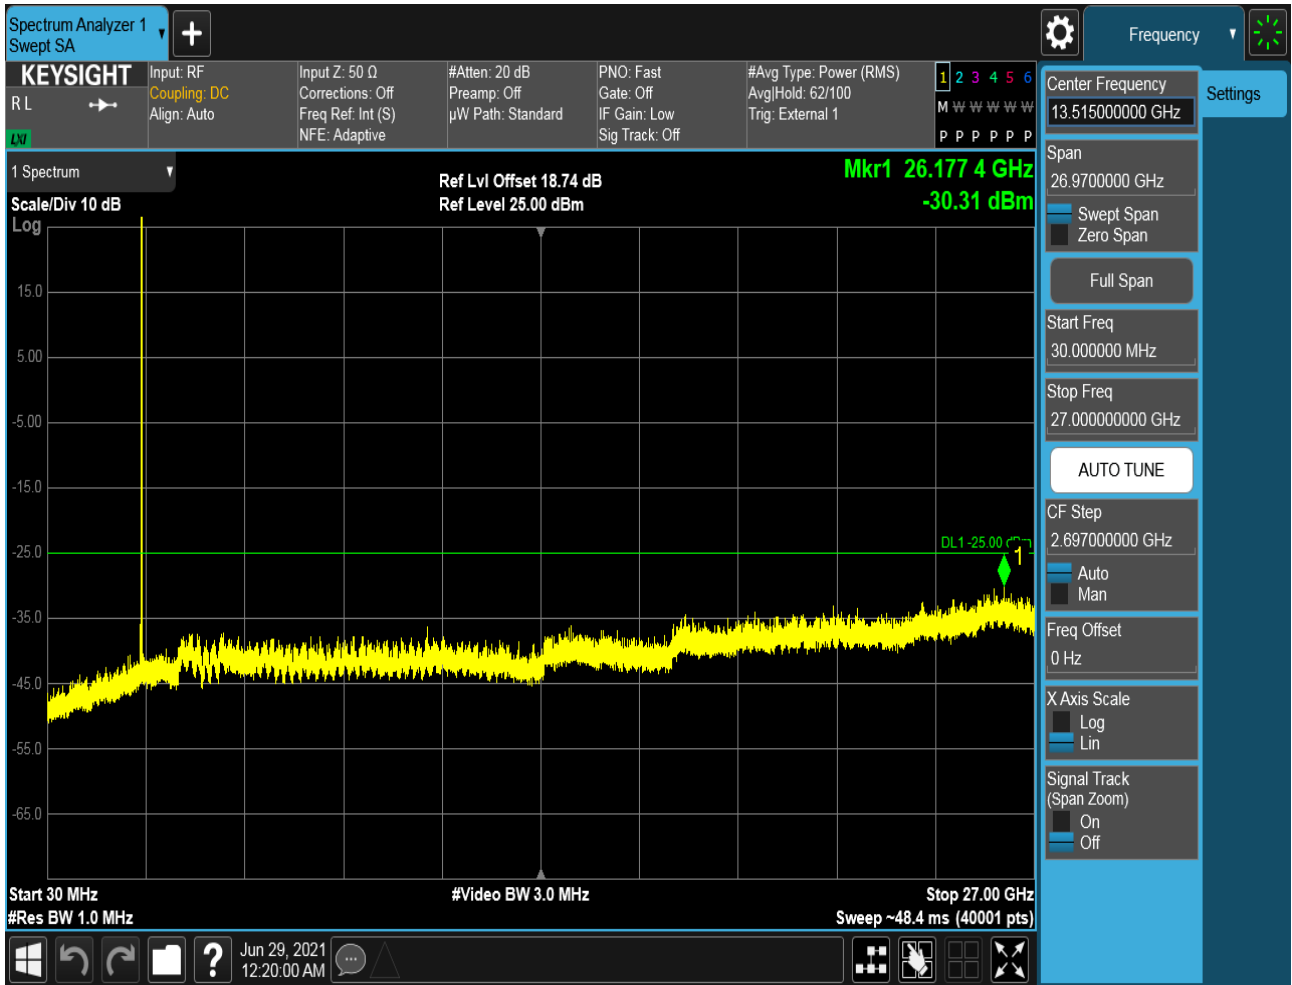 Spectrum Analyzer 1
Swept SA
Frequency
KEYSIGHT
R L
LXI
Input: RF
Coupling: DC
Align: Auto
Input Z: 50 Ω
Corrections: Off
Freq Ref: Int (S)
NFE: Adaptive
#Atten: 20 dB
Preamp: Off
µW Path: Standard
PNO: Fast
Gate: Off
IF Gain: Low
Sig Track: Off
#Avg Type: Power (RMS)
Avg|Hold: 62/100
Trig: External 1
1 2 3 4 5 6
M W W W W W
P P P P P P
1 Spectrum
Scale/Div 10 dB
Log
Ref Lvl Offset 18.74 dB
Ref Level 25.00 dBm
Mkr1 26.177 4 GHz
-30.31 dBm
15.0
5.00
-5.00
-15.0
-25.0
-35.0
-45.0
-55.0
-65.0
DL1 -25.00 dBm
1
Start 30 MHz
#Res BW 1.0 MHz
#Video BW 3.0 MHz
Stop 27.00 GHz
Sweep ~48.4 ms (40001 pts)
Center Frequency
13.515000000 GHz
Settings
Span
26.9700000 GHz
Swept Span
Zero Span
Full Span
Start Freq
30.000000 MHz
Stop Freq
27.000000000 GHz
AUTO TUNE
CF Step
2.697000000 GHz
Auto
Man
Freq Offset
0 Hz
X Axis Scale
Log
Lin
Signal Track
(Span Zoom)
On
Off
?
Jun 29, 2021
12:20:00 AM